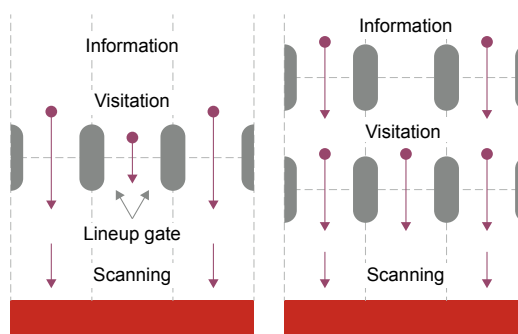 Information
Visitation
Lineup gate
Scanning
Information
Visitation
Scanning